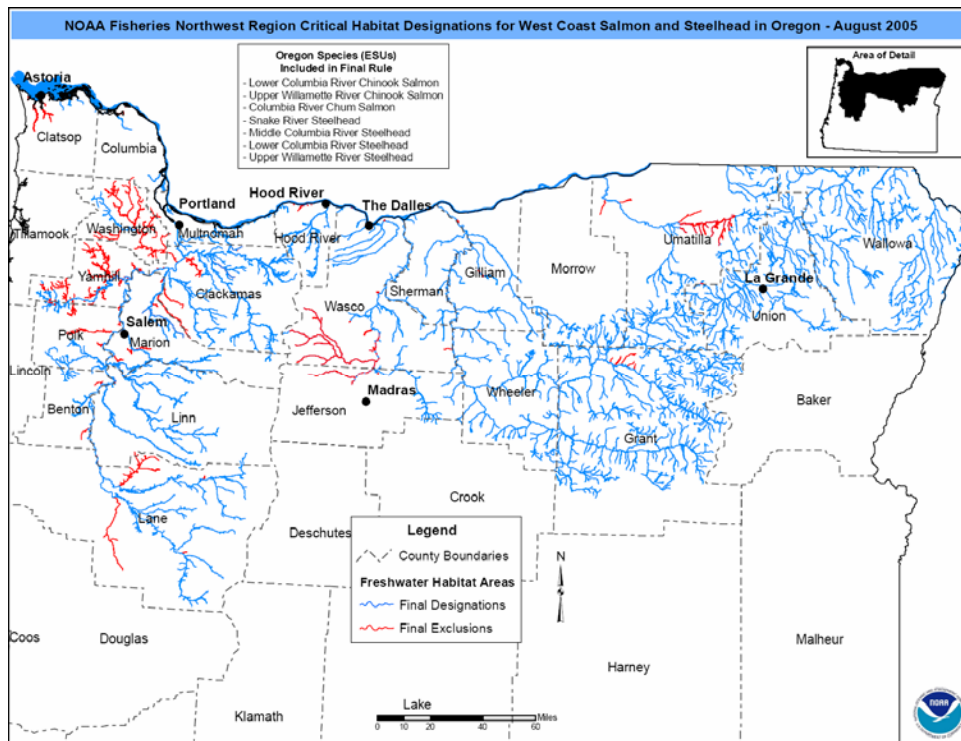 NOAA Fisheries Northwest Region Critical Habitat Designations for West Coast Salmon and Steelhead in Oregon - August 2005
Oregon Species (ESUs)
Included in Final Rule
- Lower Columbia River Chinook Salmon
- Upper Willamette River Chinook Salmon
- Columbia River Chum Salmon
- Snake River Steelhead
- Middle Columbia River Steelhead
- Lower Columbia River Steelhead
- Upper Willamette River Steelhead
Area of Detail
Astoria
Clatsop
Columbia
Hood River
Portland
The Dalles
Tillamook
Washington
Multnomah
Hood River
Umatilla
Wallowa
Gilliam
Morrow
Yamhill
Clackamas
Sherman
La Grande
Wasco
Union
Salem
Polk
Marion
Lincoln
Madras
Wheeler
Baker
Benton
Linn
Jefferson
Grant
Crook
Lane
Deschutes
Legend
County Boundaries
Freshwater Habitat Areas
Final Designations
Final Exclusions
N
Coos
Douglas
Malheur
Harney
Lake
Klamath
0 10 20 40 60 Miles
NOAA